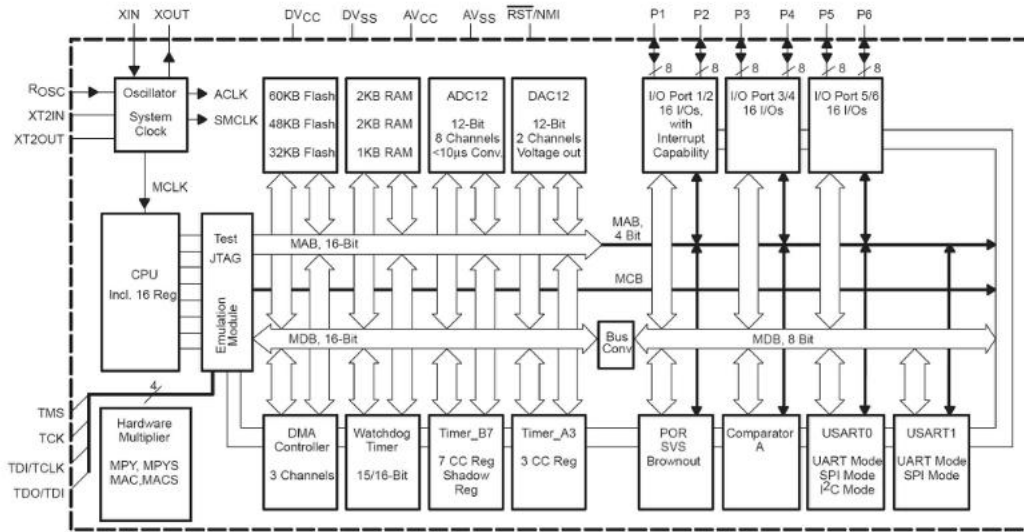 XIN XOUT DVCC DVSS AVCC AVSS RST/NMI P1 P2 P3 P4 P5 P6
8 8 8 8 8 8
ROSC
XT2IN
XT2OUT
Oscillator
System
Clock
ACLK
SMCLK
MCLK
60KB Flash
48KB Flash
32KB Flash
2KB RAM
2KB RAM
1KB RAM
ADC12
12-Bit
8 Channels
<10µs Conv.
DAC12
12-Bit
2 Channels
Voltage out
I/O Port 1/2
16 I/Os,
with
Interrupt
Capability
I/O Port 3/4
16 I/Os
I/O Port 5/6
16 I/Os
CPU
Incl. 16 Reg.
Test
JTAG
Emulation
Module
MAB, 16-Bit
MAB,
4 Bit
MCB
MDB, 16-Bit
Bus
Conv
MDB, 8 Bit
4
TMS
TCK
TDI/TCLK
TDO/TDI
Hardware
Multiplier
MPY, MPYS
MAC,MACS
DMA
Controller
3 Channels
Watchdog
Timer
15/16-Bit
Timer_B7
7 CC Reg
Shadow
Reg
Timer_A3
3 CC Reg
POR
SVS
Brownout
Comparator
A
USART0
UART Mode
SPI Mode
I²C Mode
USART1
UART Mode
SPI Mode